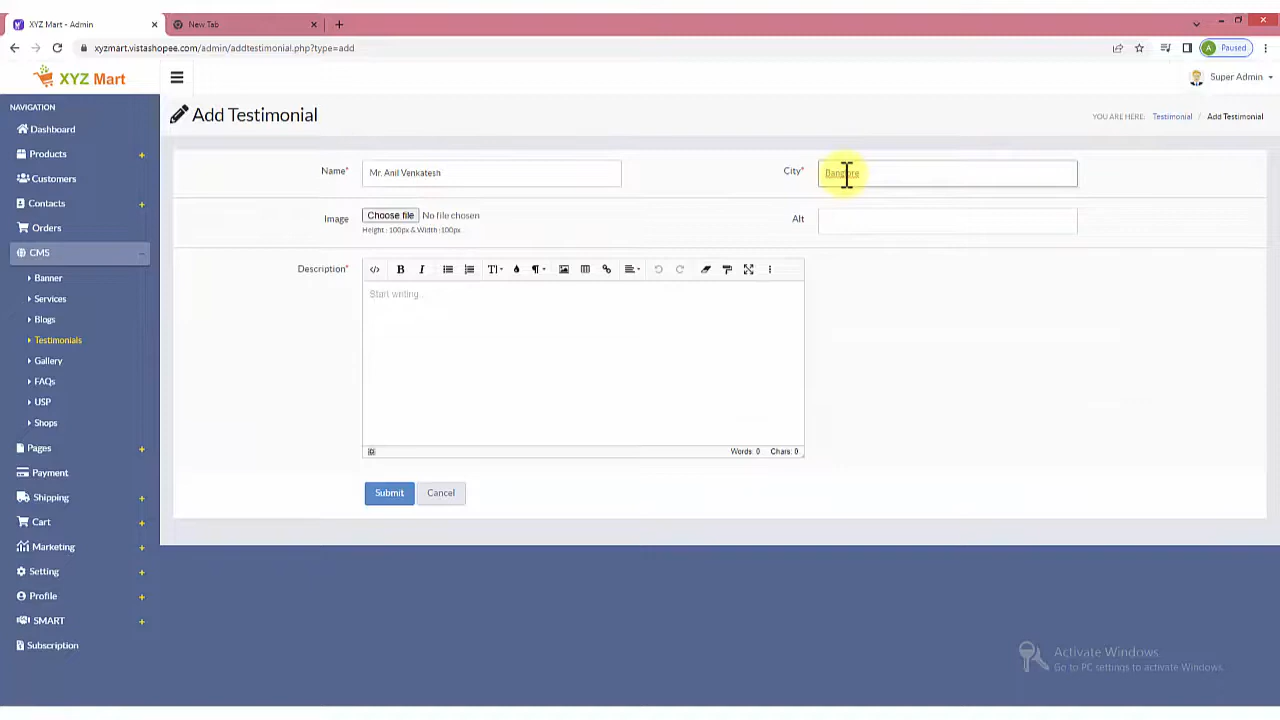 XYZ Mart - Admin
New Tab
xyzmart.vistashopee.com/admin/addtestimonial.php?type=add
A Paused
XYZ Mart
Super Admin
NAVIGATION
Add Testimonial
YOU ARE HERE: Testimonial / Add Testimonial
Dashboard
Products +
Customers
Contacts +
Orders
CMS -
Banner
Services
Blogs
Testimonials
Gallery
FAQs
USP
Shops
Pages +
Payment
Shipping +
Cart +
Marketing +
Setting +
Profile +
SMART +
Subscription
Name* Mr. Anil Venkatesh
City*
Image Choose file No file chosen
Height : 100px & Width :100px.
Alt
Description*
Start writing...
Words: 0 Chars: 0
Submit Cancel
Activate Windows
Go to PC settings to activate Windows.